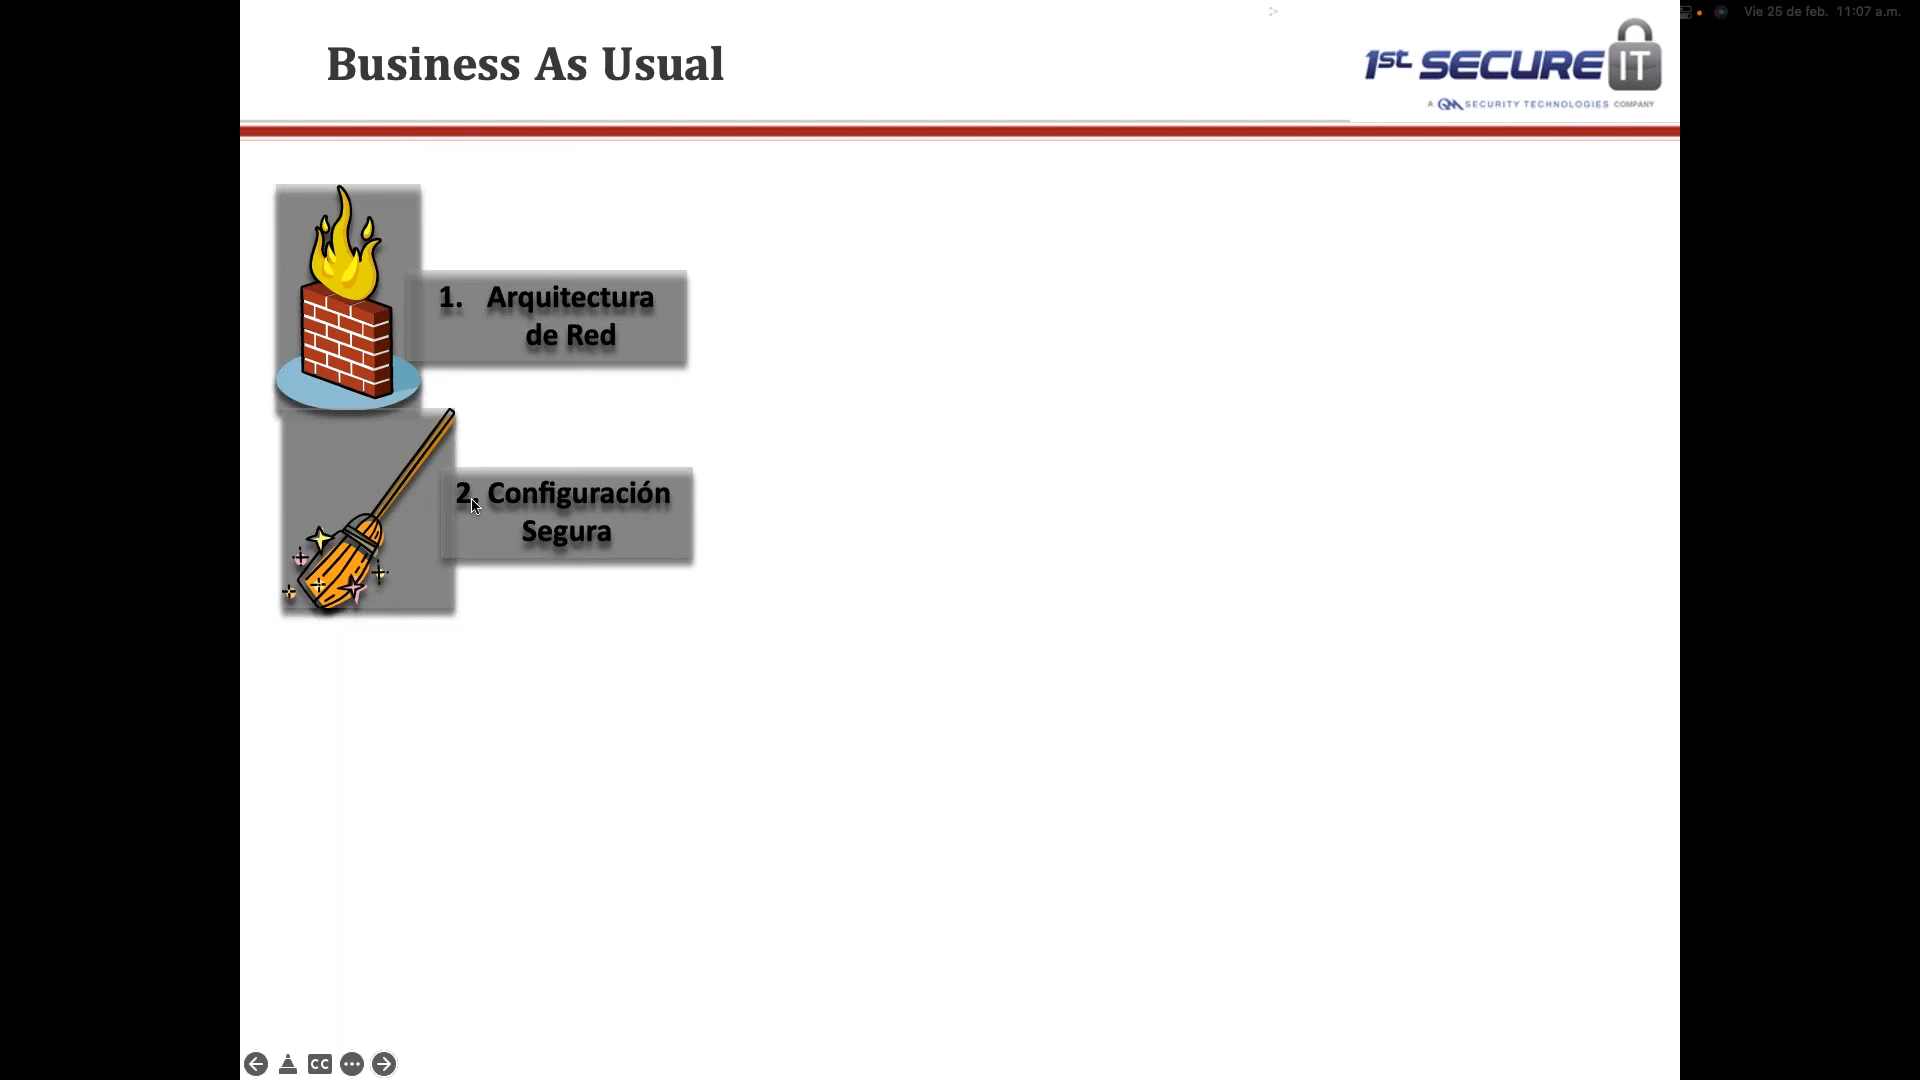 Vie 25 de feb. 11:07 a.m.
Business As Usual
1st SECURE IT
A QM SECURITY TECHNOLOGIES COMPANY
1. Arquitectura
de Red
2. Configuración
Segura
CC